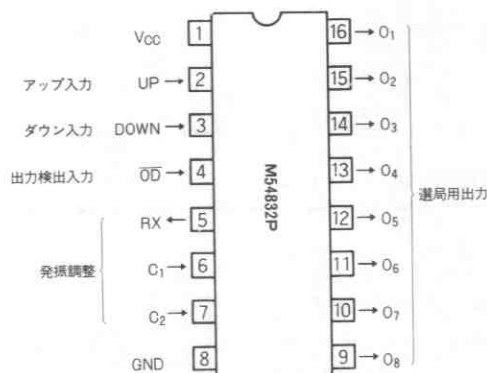 VCC 1 16 O1
アップ入力 UP 2 15 O2
ダウン入力 DOWN 3 14 O3
出力検出入力 OD 4 13 O4
RX 5 12 O5
C1 6 11 O6
C2 7 10 O7
GND 8 9 O8
発振調整
M54832P
選局用出力